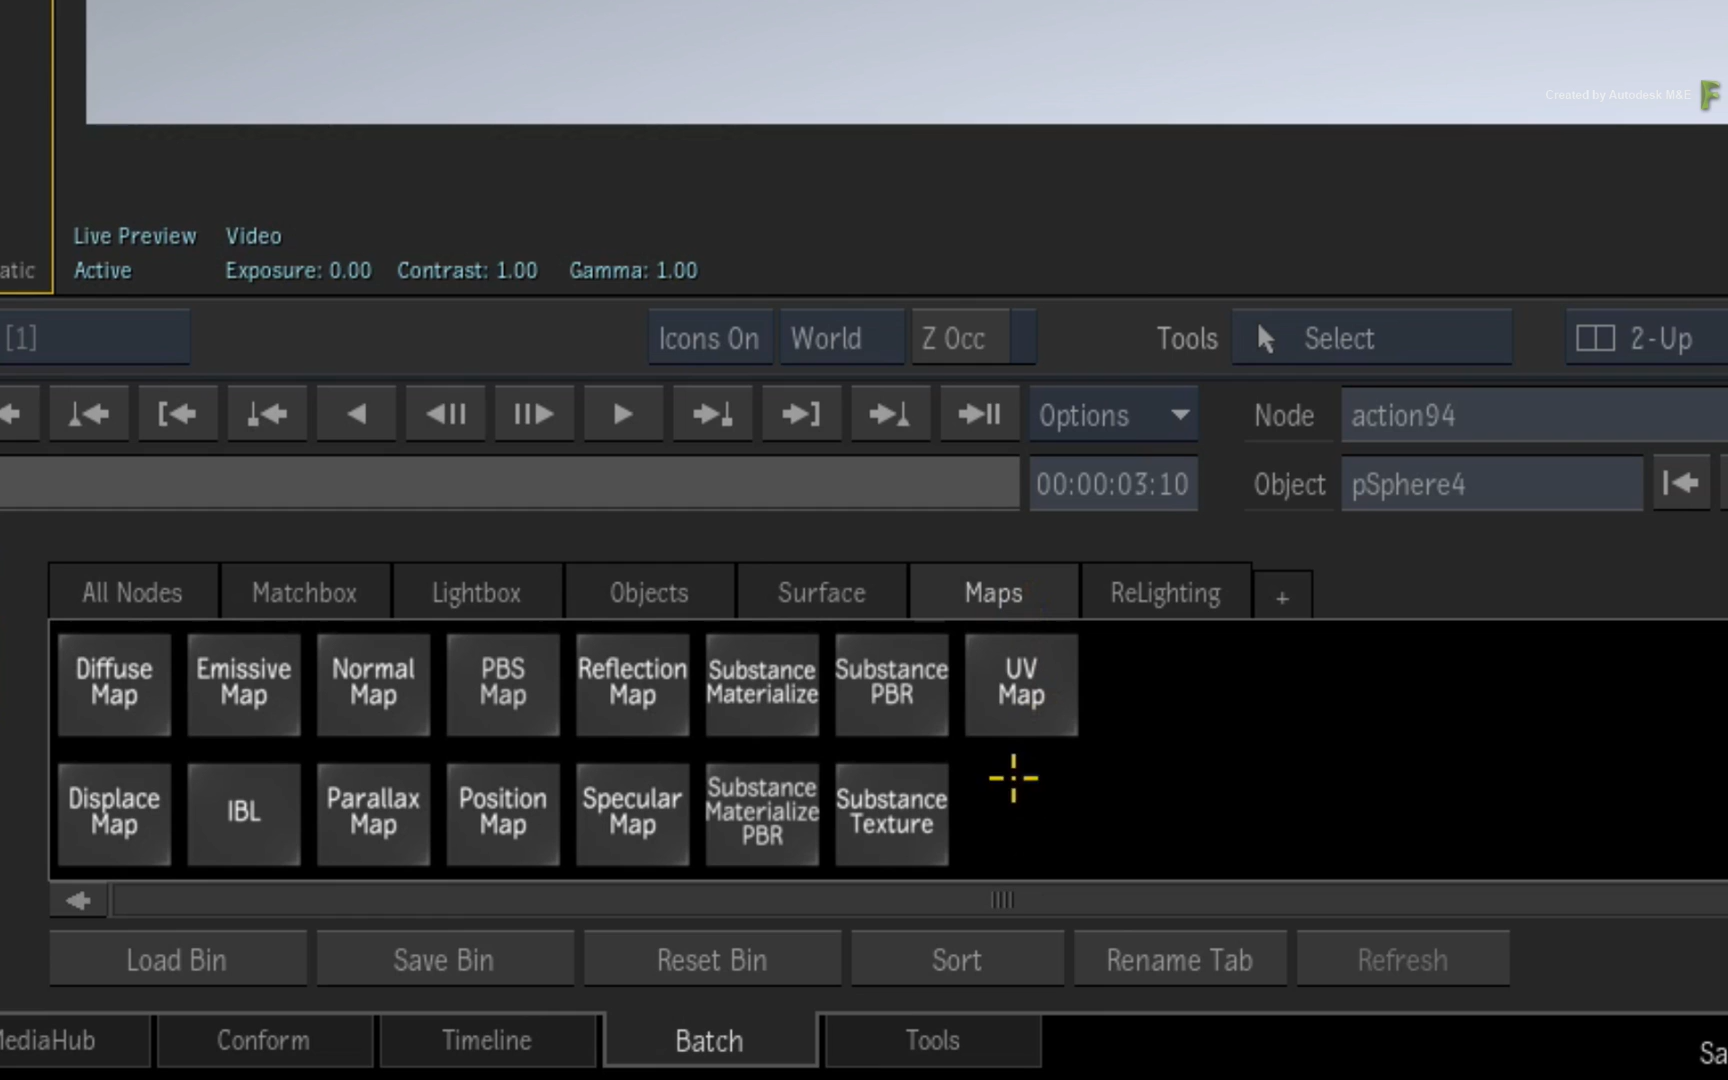 Created by Autodesk M&E
Live Preview Video
atic Active Exposure: 0.00 Contrast: 1.00 Gamma: 1.00
[1] Icons On World Z Occ Tools Select 2-Up
Options Node action94
00:00:03:10 Object pSphere4
All Nodes Matchbox Lightbox Objects Surface Maps ReLighting +
Diffuse Map
Emissive Map
Normal Map
PBS Map
Reflection Map
Substance Materialize
Substance PBR
UV Map
Displace Map
IBL
Parallax Map
Position Map
Specular Map
Substance Materialize PBR
Substance Texture
Load Bin Save Bin Reset Bin Sort Rename Tab Refresh
MediaHub Conform Timeline Batch Tools
Sa